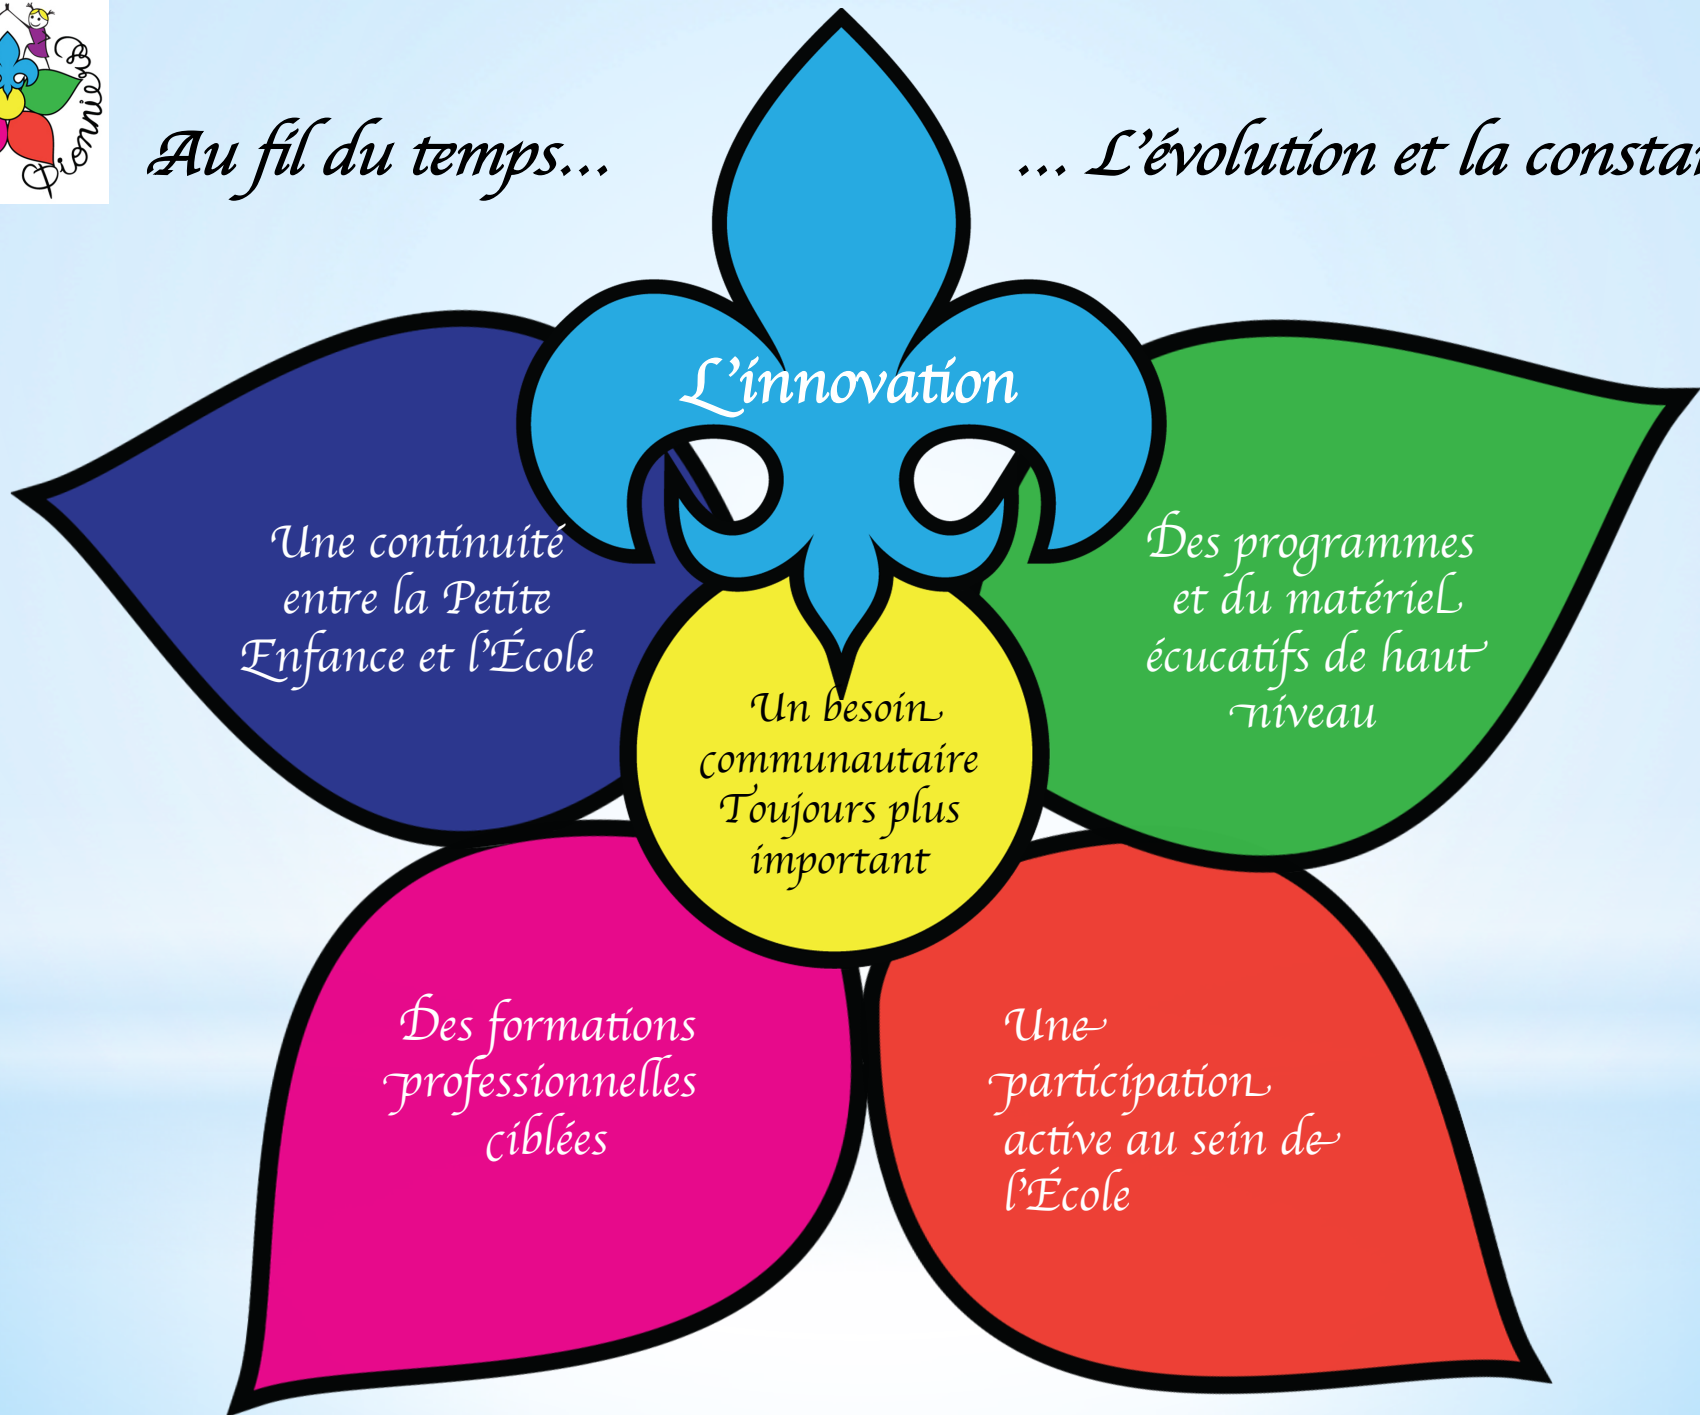 Pionniers
Au fil du temps...
... L'évolution et la
L'innovation
Une continuité
entre la Petite
Enfance et l'École
Des programmes
et du matériel
écucatifs de haut
niveau
Un besoin
communautaire
Toujours plus
important
Des formations
professionnelles
ciblées
Une
participation
active au sein de
l'École